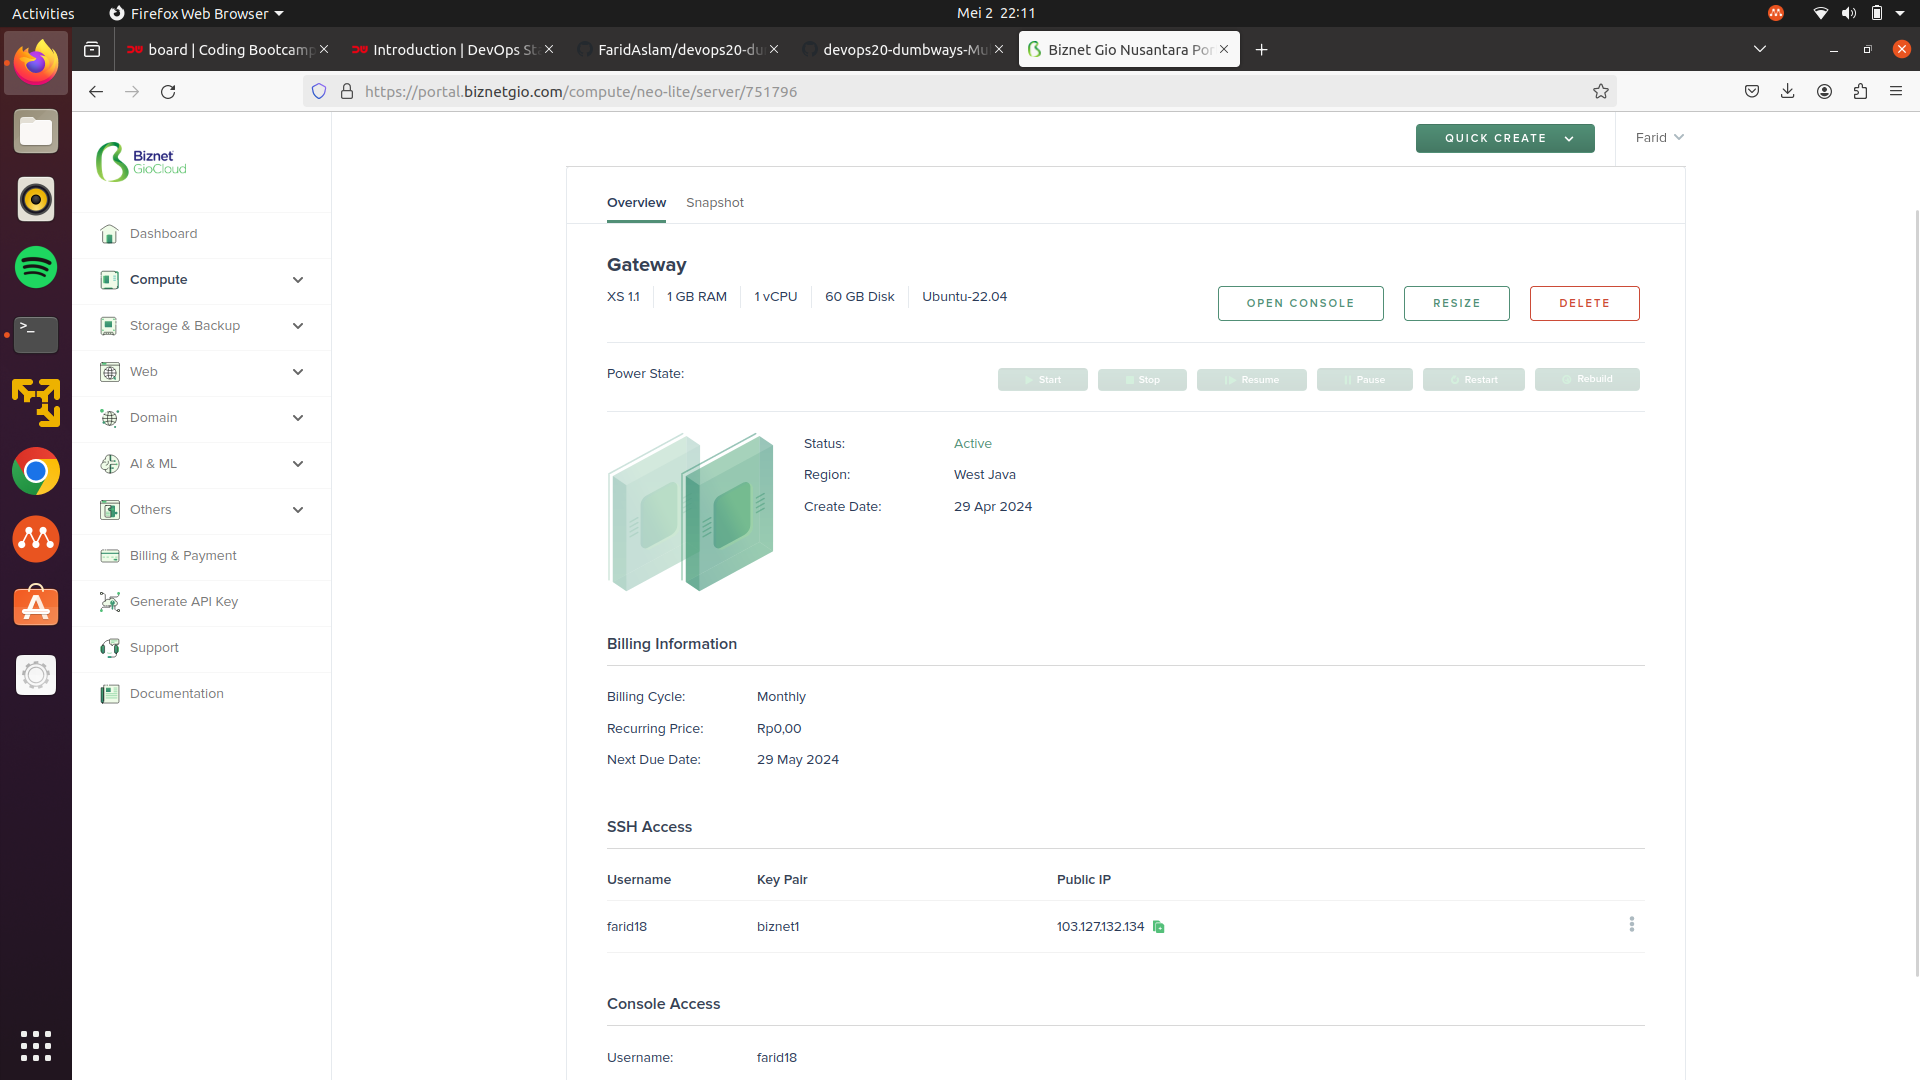 Activities
Firefox Web Browser
Mei 2 22:11
board | Coding Bootcamp
Introduction | DevOps St
FaridAslam/devops20-du
devops20-dumbways-Mu
Biznet Gio Nusantara Por
https://portal.biznetgio.com/compute/neo-lite/server/751796
Biznet
GioCloud
QUICK CREATE
Farid
Dashboard
Compute
Storage & Backup
Web
Domain
AI & ML
Others
Billing & Payment
Generate API Key
Support
Documentation
Overview
Snapshot
Gateway
XS 1.1
1 GB RAM
1 vCPU
60 GB Disk
Ubuntu-22.04
OPEN CONSOLE
RESIZE
DELETE
Power State:
Start
Stop
Resume
Pause
Restart
Rebuild
Status: Active
Region: West Java
Create Date: 29 Apr 2024
Billing Information
Billing Cycle: Monthly
Recurring Price: Rp0,00
Next Due Date: 29 May 2024
SSH Access
Username Key Pair Public IP
farid18 biznet1 103.127.132.134
Console Access
Username: farid18